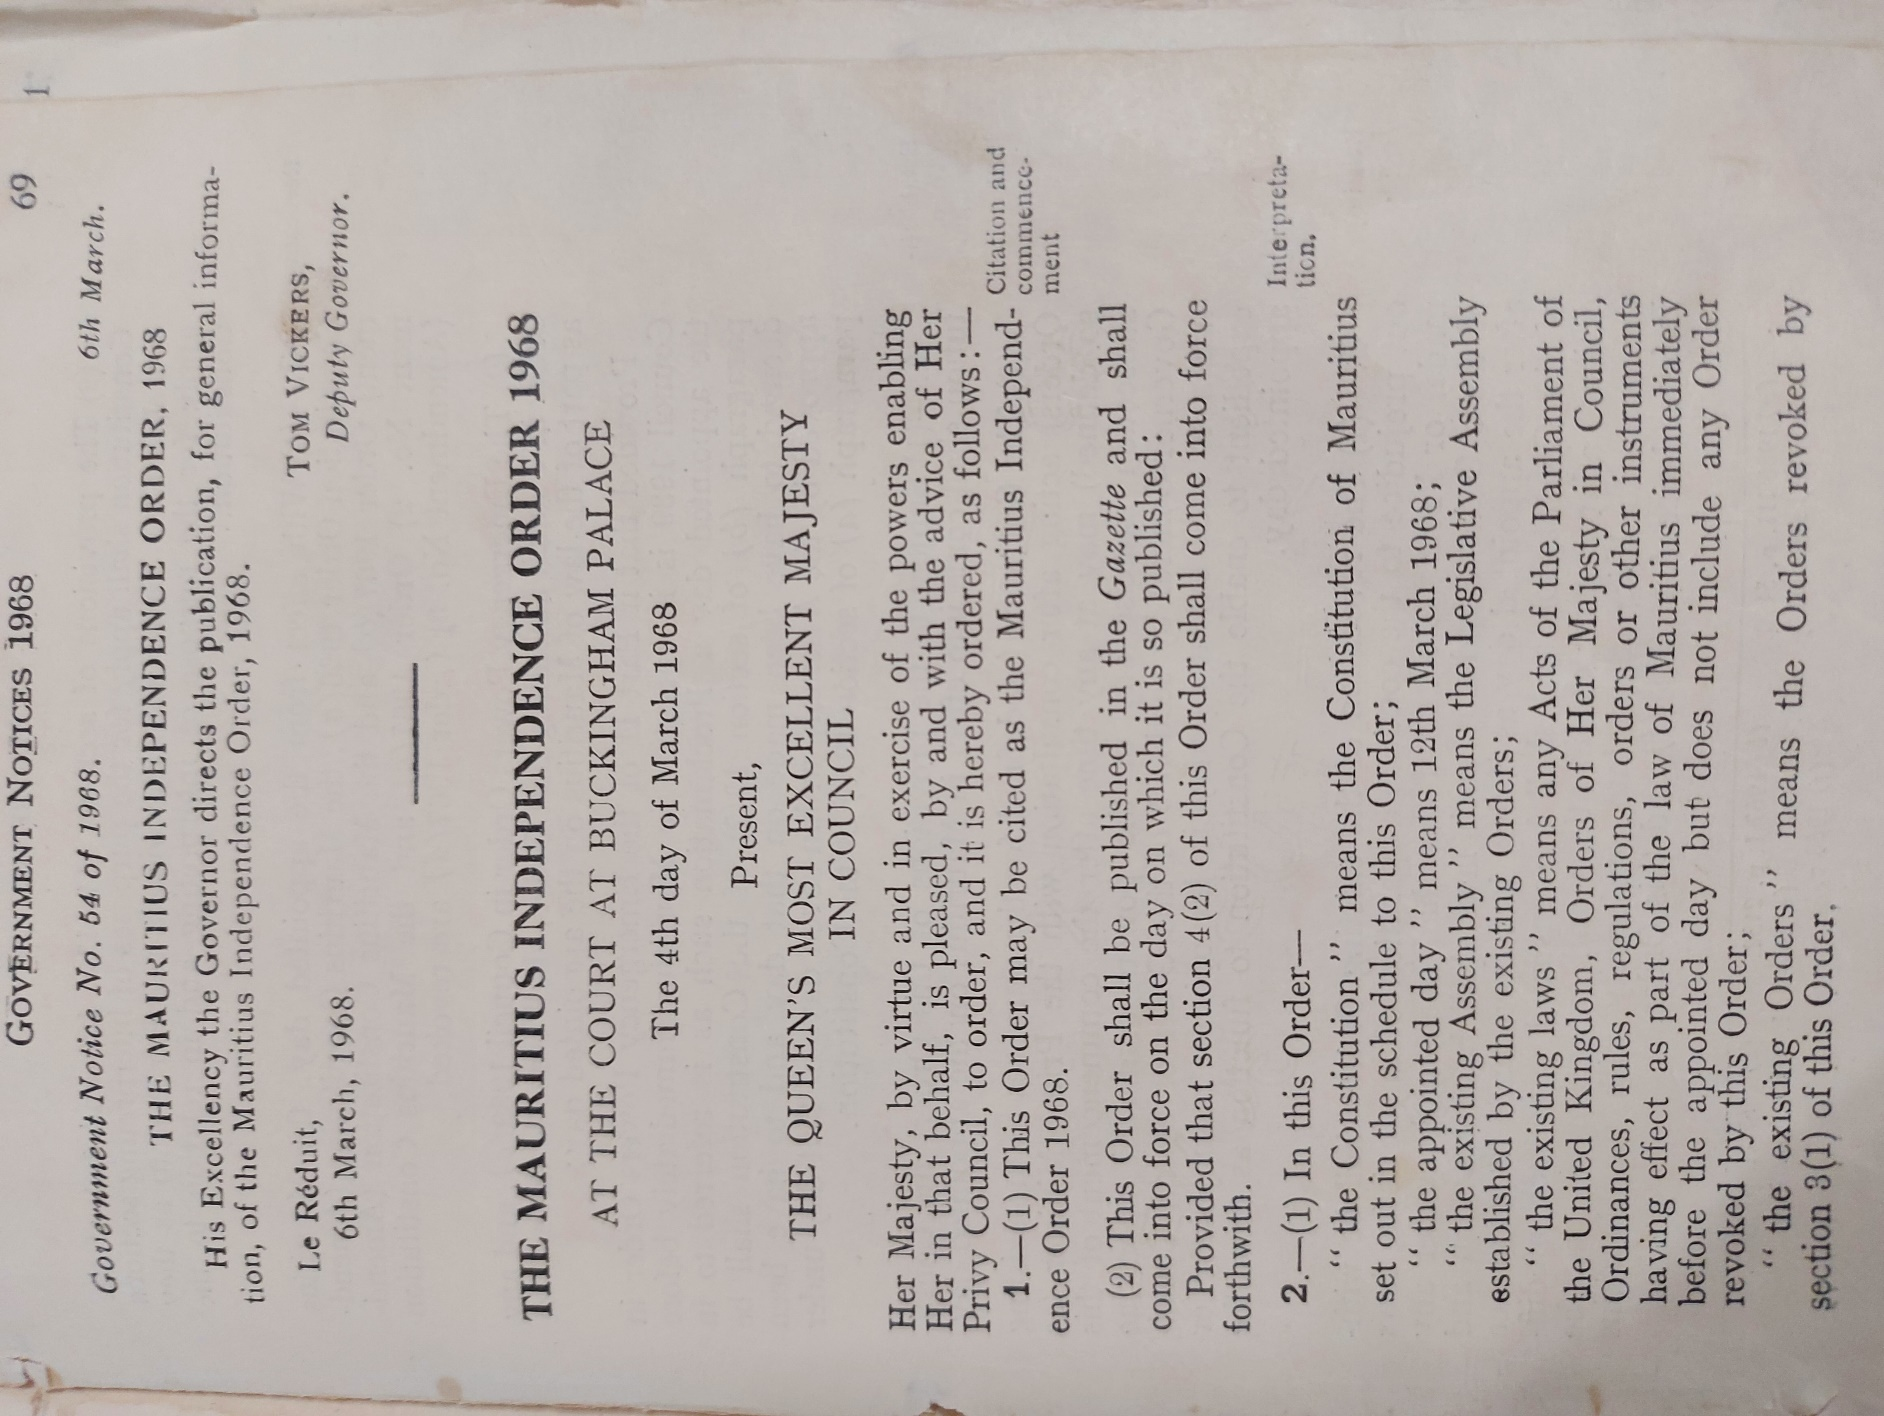 GOVERNMENT NOTICES 1968 69
Government Notice No. 54 of 1968. 6th March.
THE MAURITIUS INDEPENDENCE ORDER, 1968
His Excellency the Governor directs the publication, for general informa-
tion, of the Mauritius Independence Order, 1968.
Le Réduit, TOM VICKERS,
6th March, 1968. Deputy Governor.
THE MAURITIUS INDEPENDENCE ORDER 1968
AT THE COURT AT BUCKINGHAM PALACE
The 4th day of March 1968
Present,
THE QUEEN'S MOST EXCELLENT MAJESTY
IN COUNCIL
Her Majesty, by virtue and in exercise of the powers enabling
Her in that behalf, is pleased, by and with the advice of Her
Privy Council, to order, and it is hereby ordered, as follows:—
1.—(1) This Order may be cited as the Mauritius Independ-
ence Order 1968.
Citation and
commence-
ment
(2) This Order shall be published in the Gazette and shall
come into force on the day on which it is so published:
Provided that section 4(2) of this Order shall come into force
forthwith.
2.—(1) In this Order—
Interpreta-
tion.
" the Constitution " means the Constitution of Mauritius
set out in the schedule to this Order;
" the appointed day " means 12th March 1968;
" the existing Assembly " means the Legislative Assembly
established by the existing Orders;
" the existing laws " means any Acts of the Parliament of
the United Kingdom, Orders of Her Majesty in Council,
Ordinances, rules, regulations, orders or other instruments
having effect as part of the law of Mauritius immediately
before the appointed day but does not include any Order
revoked by this Order;
" the existing Orders " means the Orders revoked by
section 3(1) of this Order.